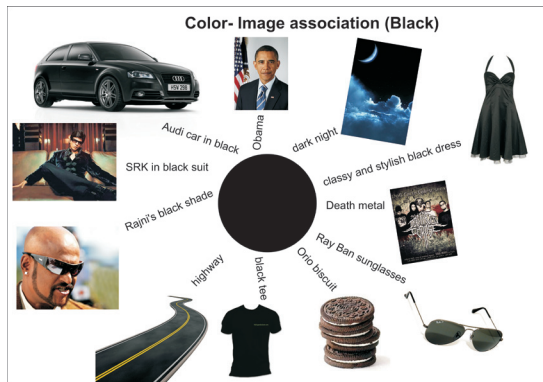 Color- Image association (Black)
Audi car in black
Obama
dark night
SRK in black suit
classy and stylish black dress
Rajni's black shade
Death metal
highway
black tee
Orio biscuit
Ray Ban sunglasses